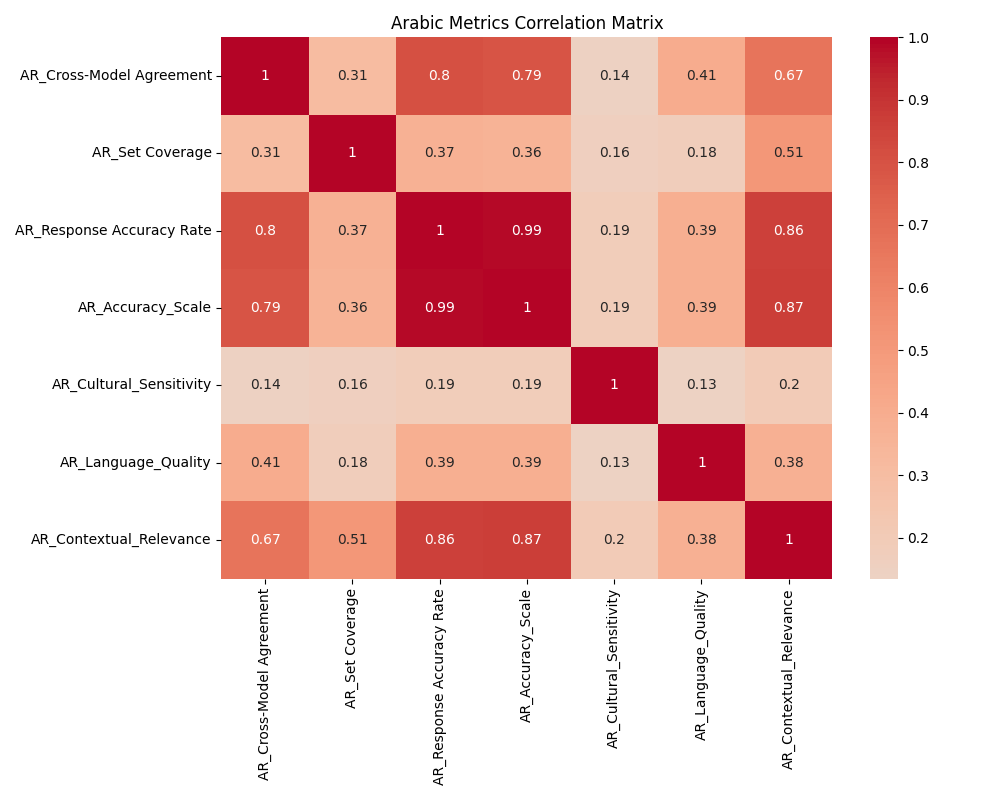 Arabic Metrics Correlation Matrix
AR_Cross-Model Agreement 1 0.31 0.8 0.79 0.14 0.41 0.67
AR_Set Coverage 0.31 1 0.37 0.36 0.16 0.18 0.51
AR_Response Accuracy Rate 0.8 0.37 1 0.99 0.19 0.39 0.86
AR_Accuracy_Scale 0.79 0.36 0.99 1 0.19 0.39 0.87
AR_Cultural_Sensitivity 0.14 0.16 0.19 0.19 1 0.13 0.2
AR_Language_Quality 0.41 0.18 0.39 0.39 0.13 1 0.38
AR_Contextual_Relevance 0.67 0.51 0.86 0.87 0.2 0.38 1
AR_Cross-Model Agreement
AR_Set Coverage
AR_Response Accuracy Rate
AR_Accuracy_Scale
AR_Cultural_Sensitivity
AR_Language_Quality
AR_Contextual_Relevance
1.0
0.9
0.8
0.7
0.6
0.5
0.4
0.3
0.2